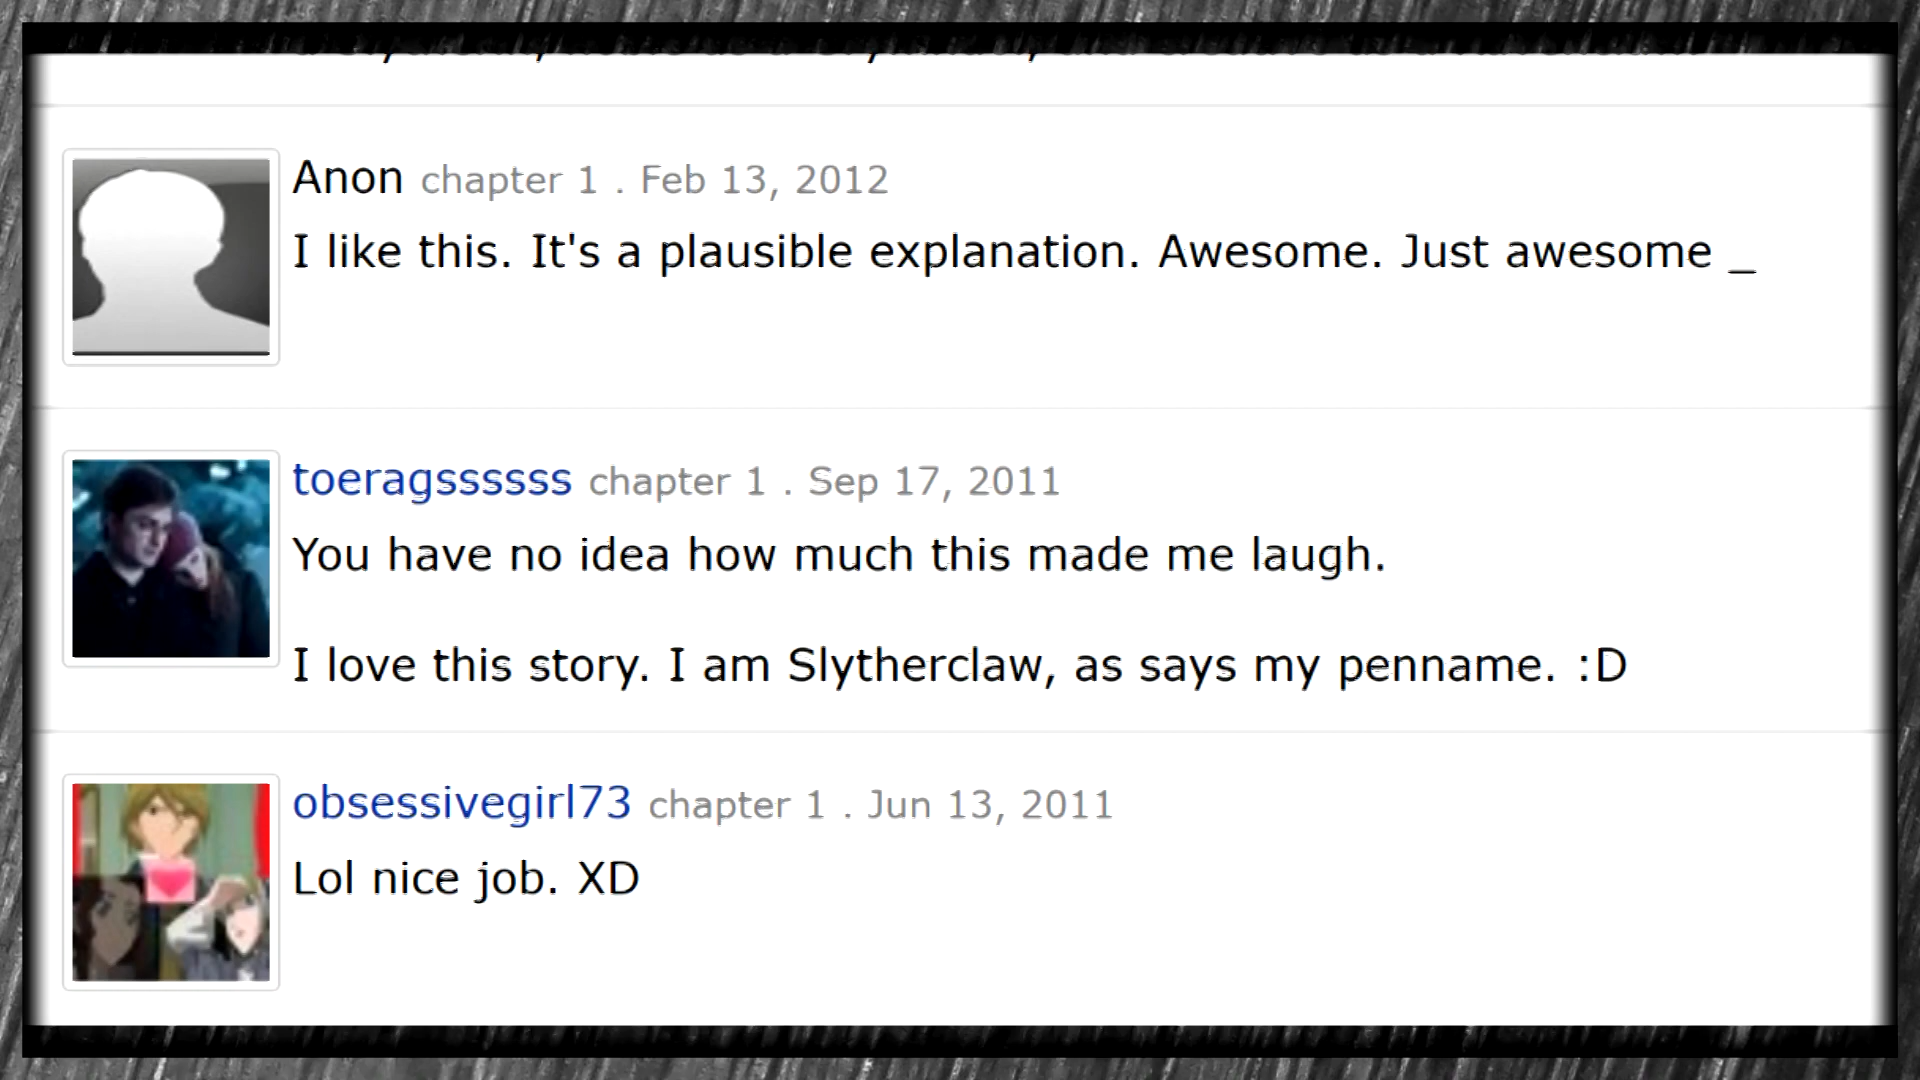 Anon chapter 1 . Feb 13, 2012
I like this. It's a plausible explanation. Awesome. Just awesome _
toeragssssss chapter 1 . Sep 17, 2011
You have no idea how much this made me laugh.
I love this story. I am Slytherclaw, as says my penname. :D
obsessivegirl73 chapter 1 . Jun 13, 2011
Lol nice job. XD